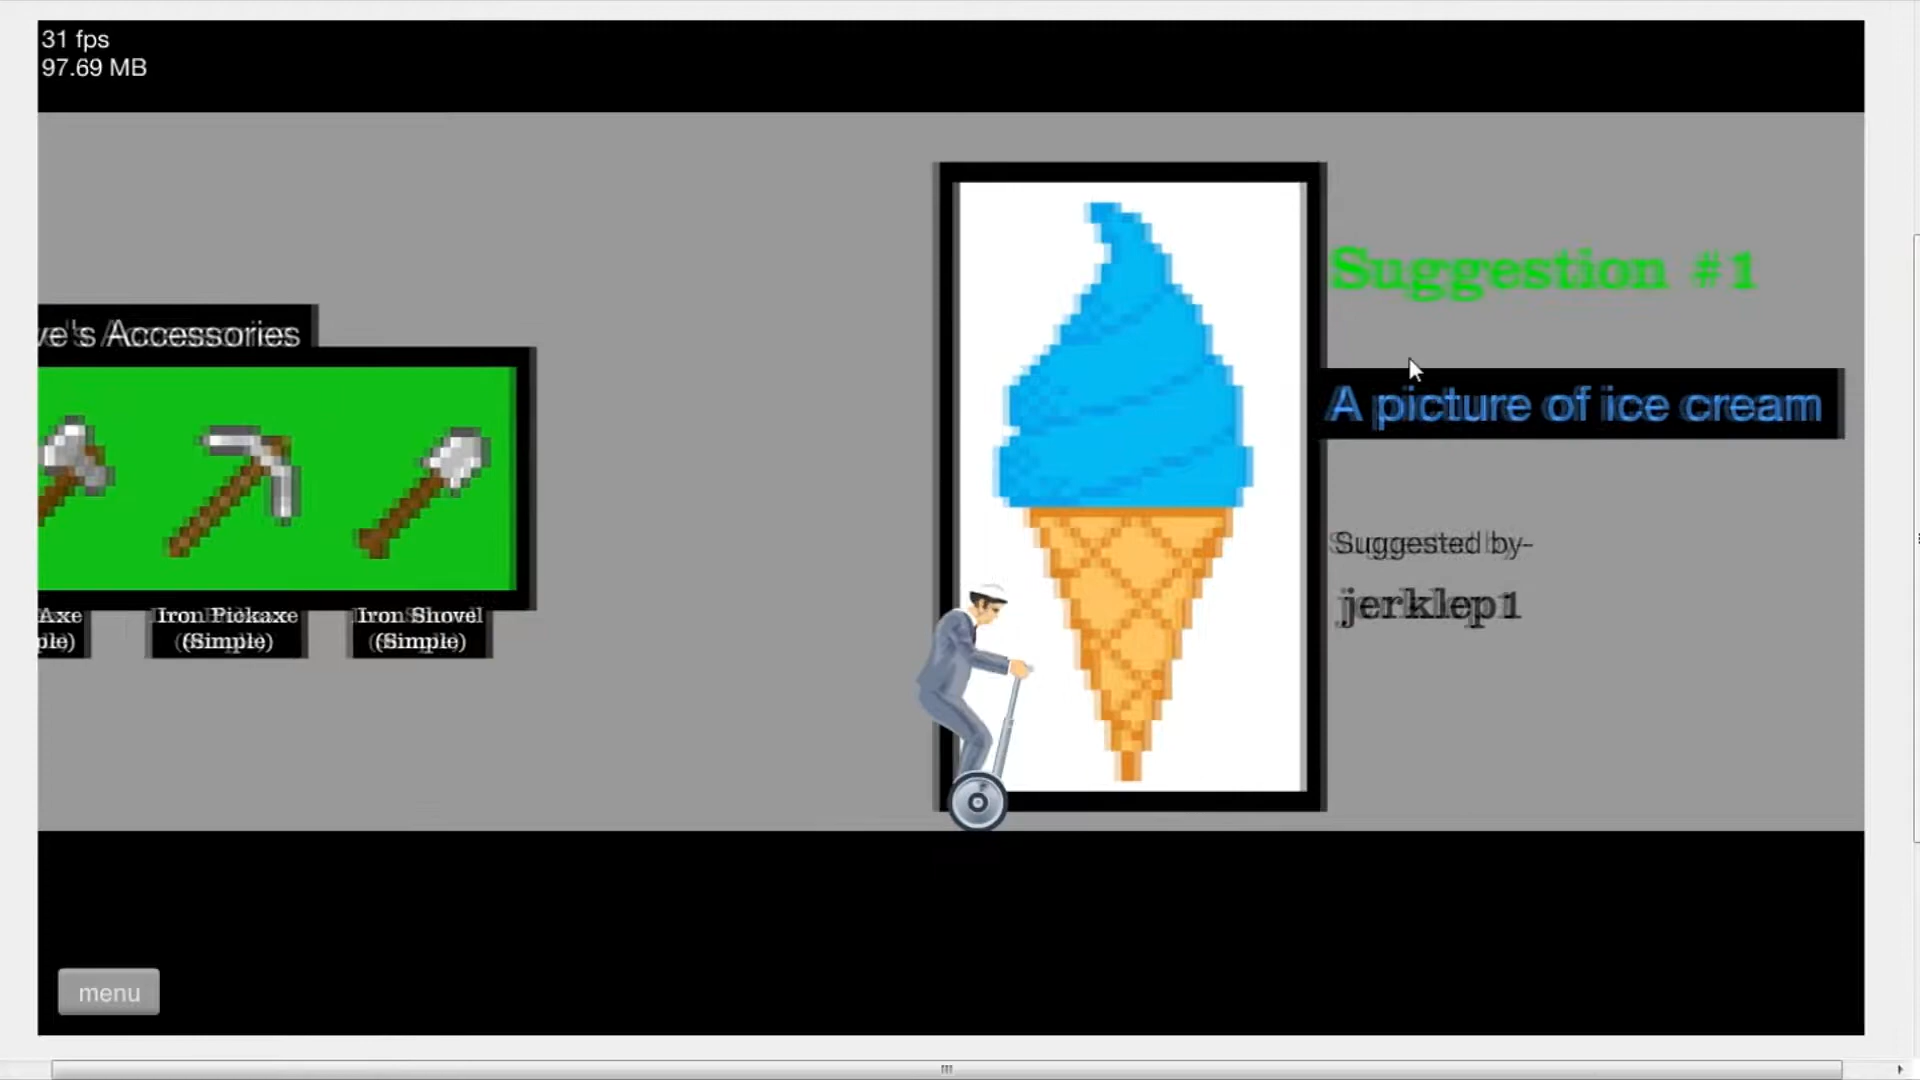 31 fps
97.69 MB
ve's Accessories
Axe
ple)
Iron Pickaxe
(Simple)
Iron Shovel
(Simple)
Suggestion #1
A picture of ice cream
Suggested by-
jerklep1
menu